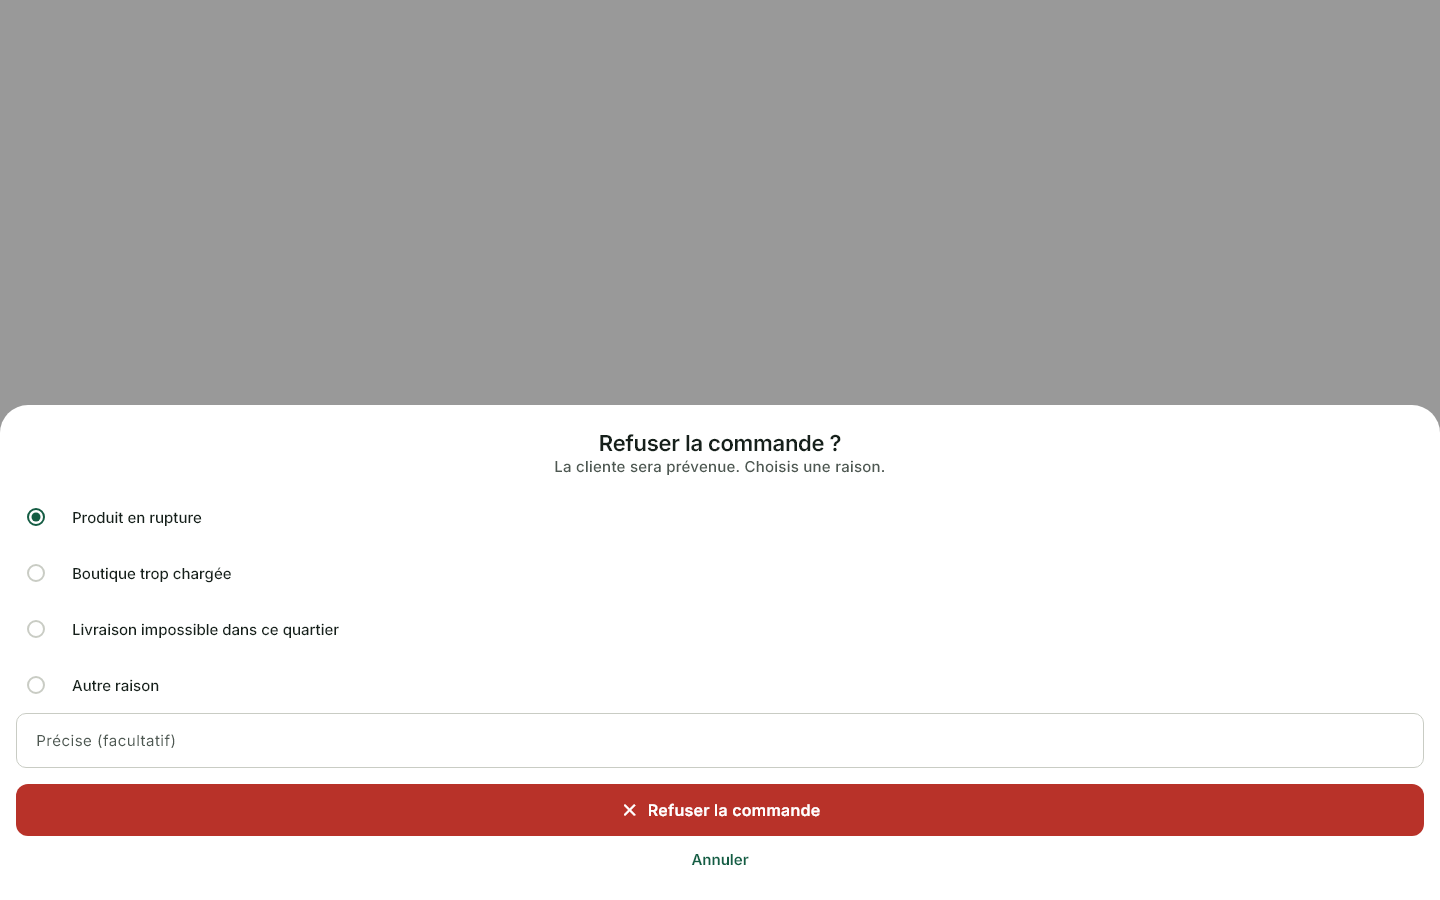 Refuser la commande ?
La cliente sera prévenue. Choisis une raison.
Produit en rupture
Boutique trop chargée
Livraison impossible dans ce quartier
Autre raison
Précise (facultatif)
Refuser la commande
Annuler